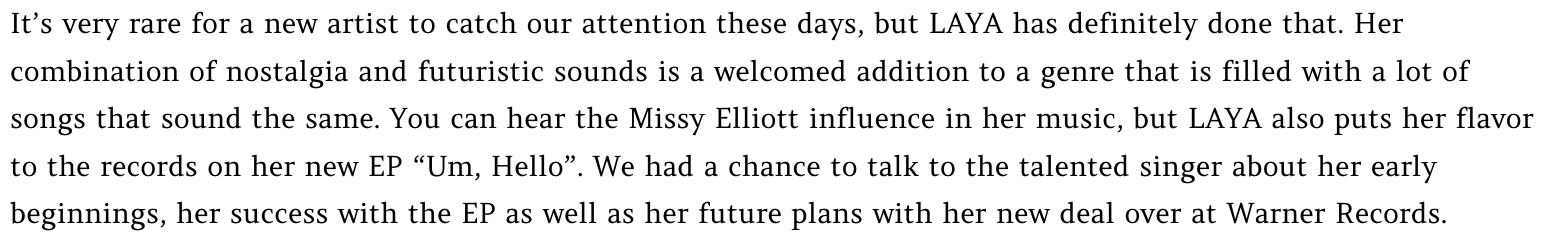 It’s very rare for a new artist to catch our attention these days, but LAYA has definitely done that. Her
combination of nostalgia and futuristic sounds is a welcomed addition to a genre that is filled with a lot of
songs that sound the same. You can hear the Missy Elliott influence in her music, but LAYA also puts her flavor
to the records on her new EP “Um, Hello”. We had a chance to talk to the talented singer about her early
beginnings, her success with the EP as well as her future plans with her new deal over at Warner Records.